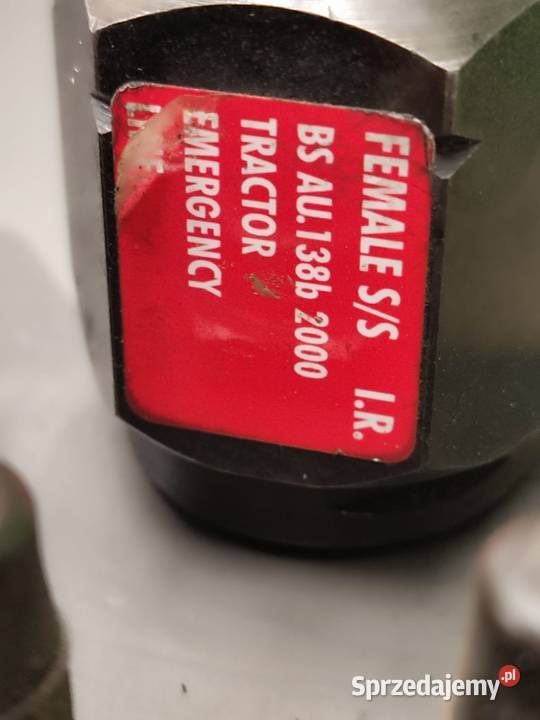 FEMALE S/S I.R.
BS AU.138b 2000
TRACTOR
EMERGENCY
Sprzedajemy.pl